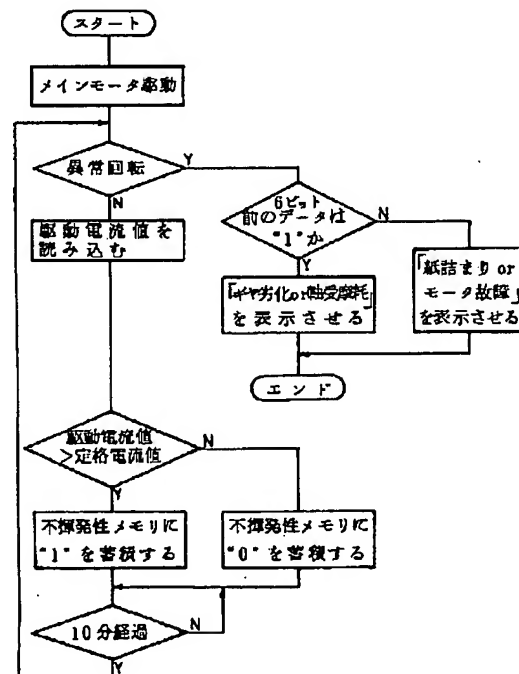 スタート
メインモータ駆動
異常回転
Y
N
駆動電流値を
読み込む
6ビット
前のデータは
"1"か
N
Y
「ギヤ劣化or軸受摩耗」
を表示させる
「紙詰まりor
モータ故障」
を表示させる
エンド
駆動電流値
>定格電流値
N
Y
不揮発性メモリに
"1"を蓄積する
不揮発性メモリに
"0"を蓄積する
10分経過
N
Y